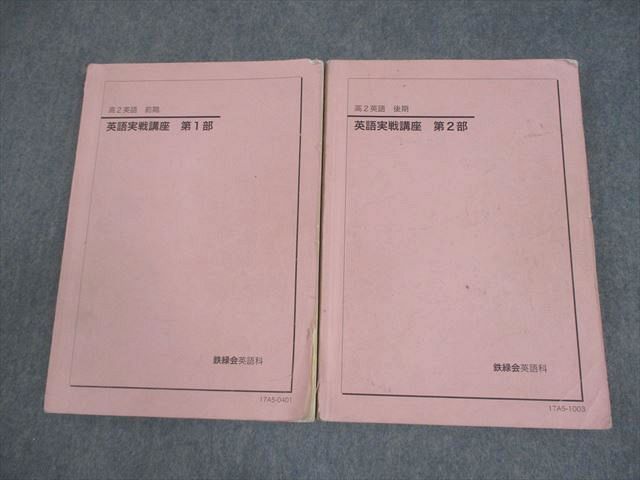 高2英語 前期
英語実戦講座 第1部
鉄緑会英語科
17A5-0401
高2英語 後期
英語実戦講座 第2部
鉄緑会英語科
17A5-1003